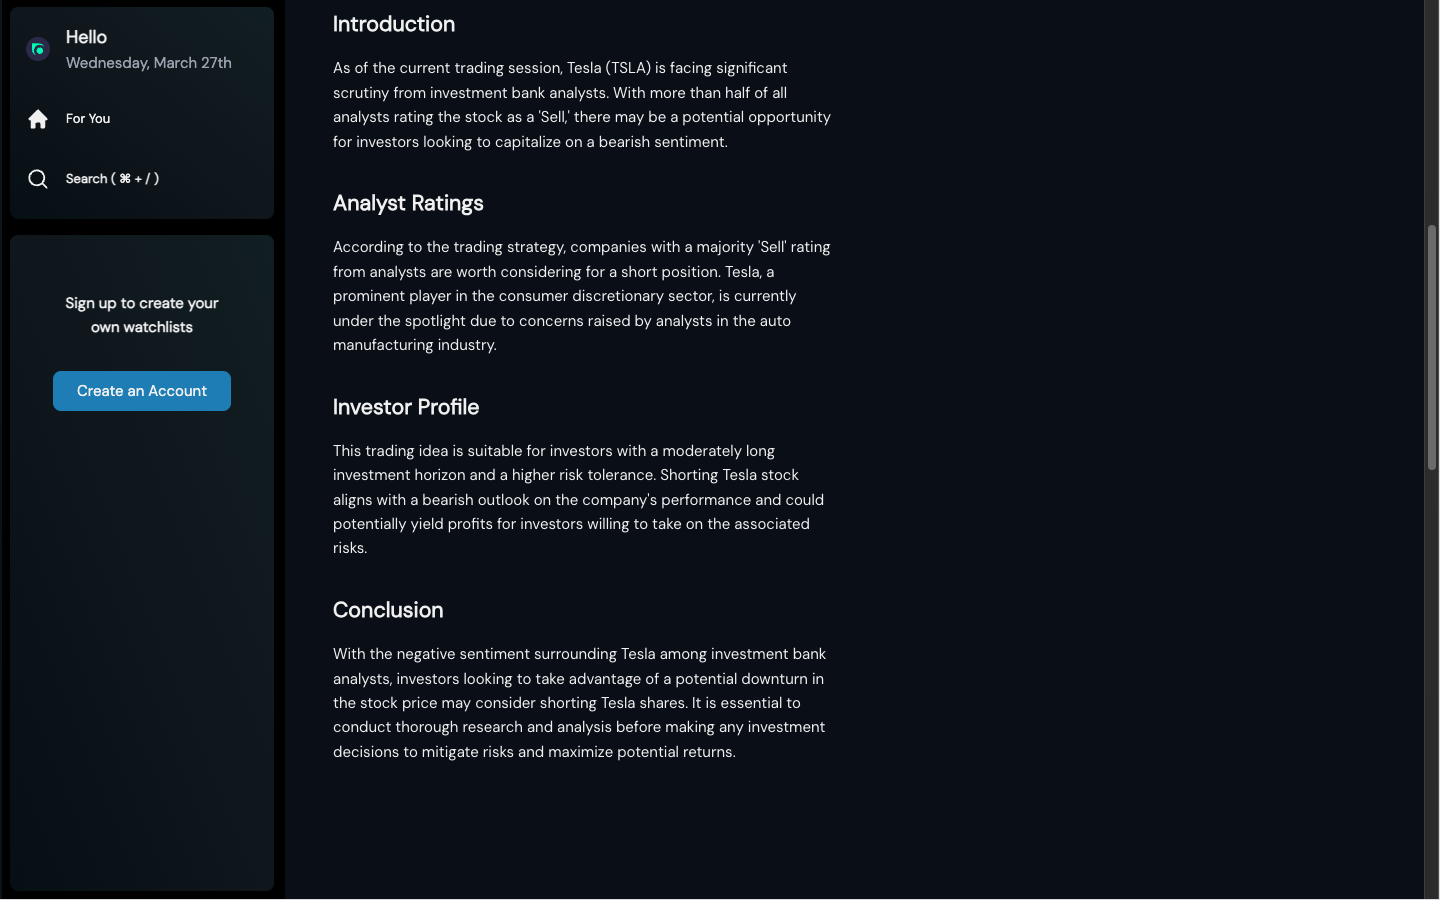 Hello
Wednesday, March 27th
For You
Search ( ⌘ + / )
Sign up to create your
own watchlists
Create an Account
Introduction
As of the current trading session, Tesla (TSLA) is facing significant
scrutiny from investment bank analysts. With more than half of all
analysts rating the stock as a 'Sell,' there may be a potential opportunity
for investors looking to capitalize on a bearish sentiment.
Analyst Ratings
According to the trading strategy, companies with a majority 'Sell' rating
from analysts are worth considering for a short position. Tesla, a
prominent player in the consumer discretionary sector, is currently
under the spotlight due to concerns raised by analysts in the auto
manufacturing industry.
Investor Profile
This trading idea is suitable for investors with a moderately long
investment horizon and a higher risk tolerance. Shorting Tesla stock
aligns with a bearish outlook on the company's performance and could
potentially yield profits for investors willing to take on the associated
risks.
Conclusion
With the negative sentiment surrounding Tesla among investment bank
analysts, investors looking to take advantage of a potential downturn in
the stock price may consider shorting Tesla shares. It is essential to
conduct thorough research and analysis before making any investment
decisions to mitigate risks and maximize potential returns.